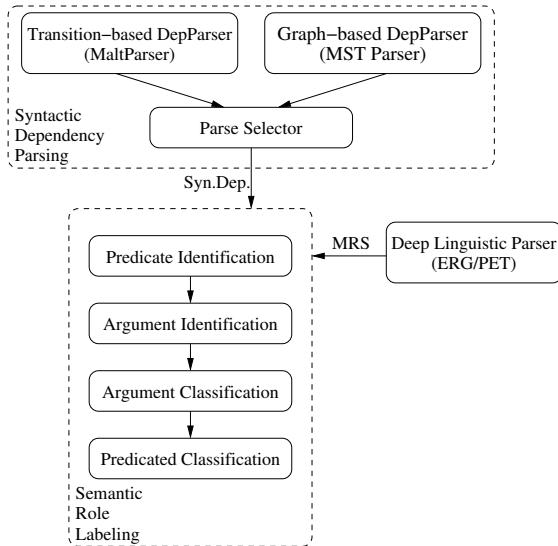 Transition-based DepParser
(MaltParser)
Graph-based DepParser
(MST Parser)
Syntactic
Dependency
Parsing
Parse Selector
Syn.Dep.
MRS
Deep Linguistic Parser
(ERG/PET)
Predicate Identification
Argument Identification
Argument Classification
Predicated Classification
Semantic
Role
Labeling